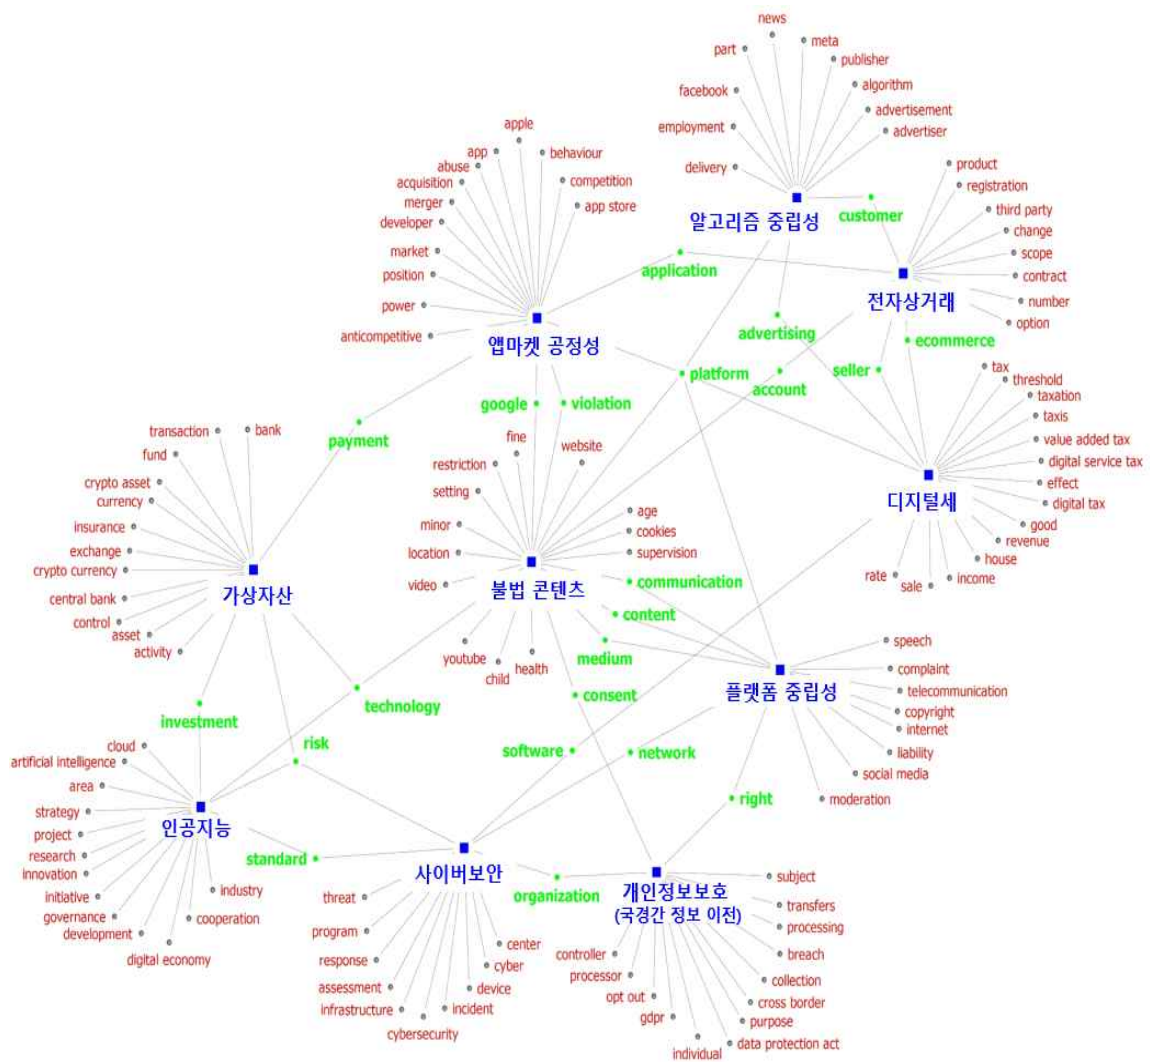 news
part
meta
publisher
facebook
algorithm
employment
advertisement
advertiser
delivery
알고리즘 중립성
customer
apple
app
behaviour
abuse
acquisition
competition
merger
app store
developer
market
position
power
anticompetitive
앱마켓 공정성
application
product
registration
third party
change
scope
contract
number
option
전자상거래
advertising
ecommerce
platform
account
seller
google
violation
payment
tax
threshold
taxation
taxis
value added tax
digital service tax
effect
digital tax
good
revenue
house
income
sale
rate
디지털세
transaction
bank
fund
crypto asset
currency
insurance
exchange
crypto currency
central bank
control
asset
activity
가상자산
fine
website
restriction
setting
minor
location
video
age
cookies
supervision
불법 콘텐츠
youtube
child
health
communication
content
medium
consent
technology
investment
risk
software
network
right
speech
complaint
telecommunication
copyright
internet
liability
social media
moderation
플랫폼 중립성
cloud
artificial intelligence
area
strategy
project
research
innovation
initiative
governance
development
digital economy
cooperation
industry
인공지능
standard
사이버보안
organization
threat
program
response
assessment
infrastructure
cybersecurity
incident
device
cyber
center
개인정보보호
(국경간 정보 이전)
subject
transfers
processing
breach
collection
cross border
purpose
data protection act
individual
gdpr
opt out
processor
controller